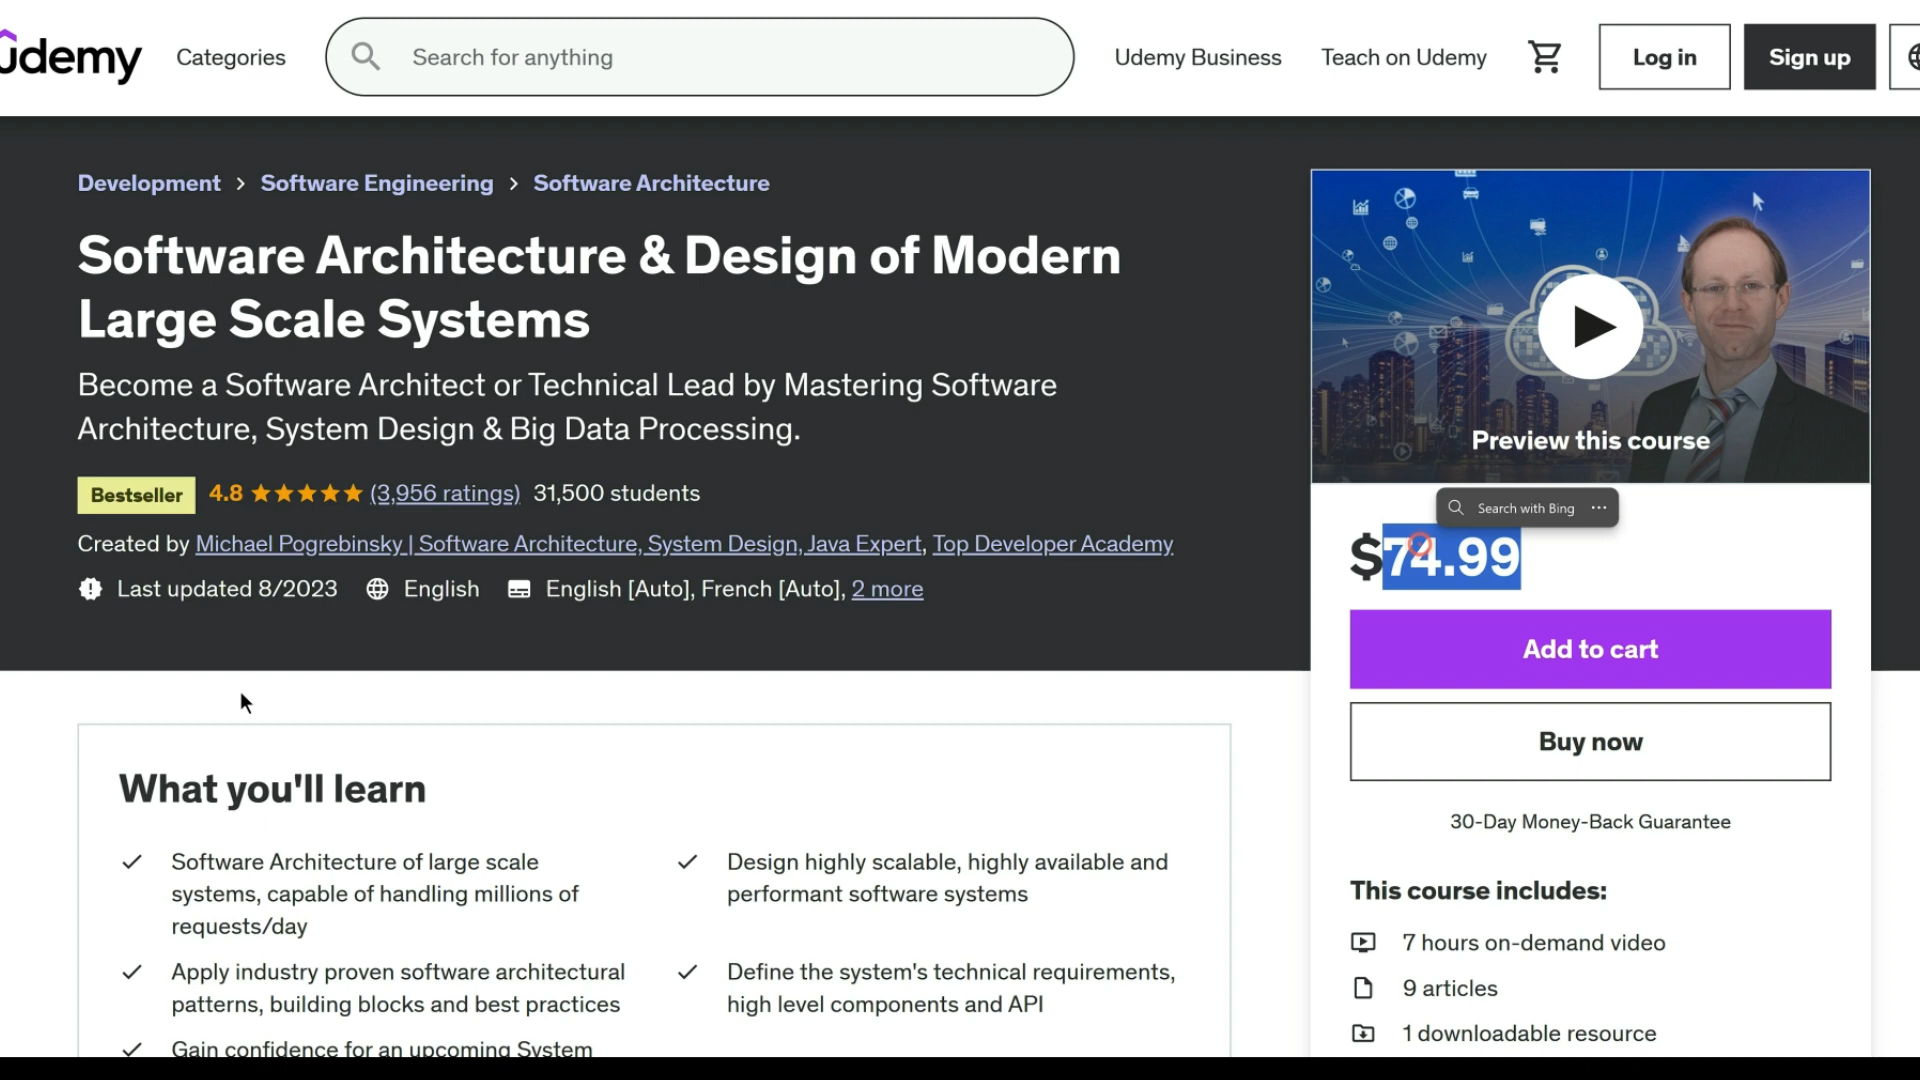 udemy
Categories
Search for anything
Udemy Business
Teach on Udemy
Log in
Sign up
Development > Software Engineering > Software Architecture
Software Architecture & Design of Modern
Large Scale Systems
Become a Software Architect or Technical Lead by Mastering Software
Architecture, System Design & Big Data Processing.
Bestseller 4.8 (3,956 ratings) 31,500 students
Created by Michael Pogrebinsky | Software Architecture, System Design, Java Expert, Top Developer Academy
Last updated 8/2023 English English [Auto], French [Auto], 2 more
Preview this course
Search with Bing ...
$74.99
Add to cart
Buy now
30-Day Money-Back Guarantee
This course includes:
7 hours on-demand video
9 articles
1 downloadable resource
What you'll learn
Software Architecture of large scale
systems, capable of handling millions of
requests/day
Design highly scalable, highly available and
performant software systems
Apply industry proven software architectural
patterns, building blocks and best practices
Define the system's technical requirements,
high level components and API
Gain confidence for an upcoming System